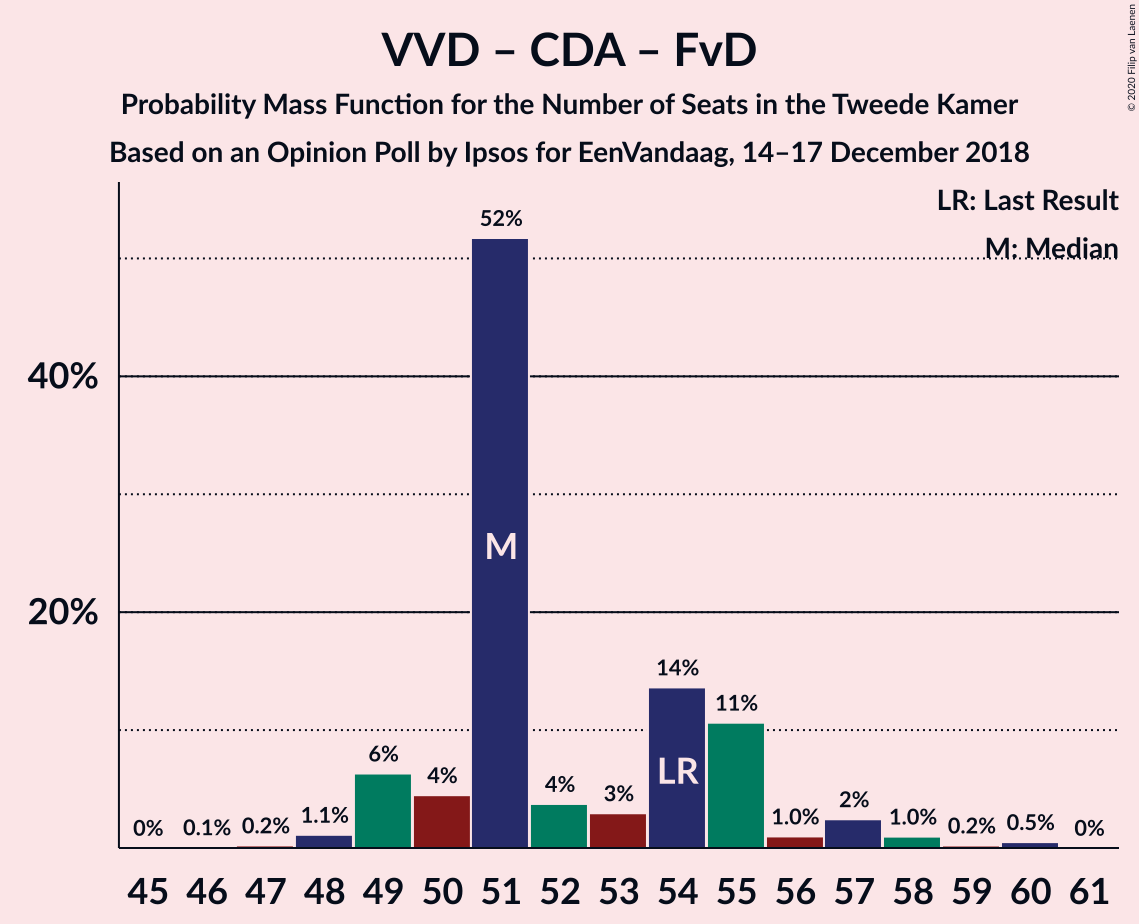 VVD – CDA – FvD
Probability Mass Function for the Number of Seats in the Tweede Kamer
Based on an Opinion Poll by Ipsos for EenVandaag, 14–17 December 2018
© 2020 Filip van Laenen
LR: Last Result
M: Median
40%
20%
0%
0.1%
0.2%
1.1%
6%
4%
52%
4%
3%
14%
11%
1.0%
2%
1.0%
0.2%
0.5%
0%
M
LR
45 46 47 48 49 50 51 52 53 54 55 56 57 58 59 60 61